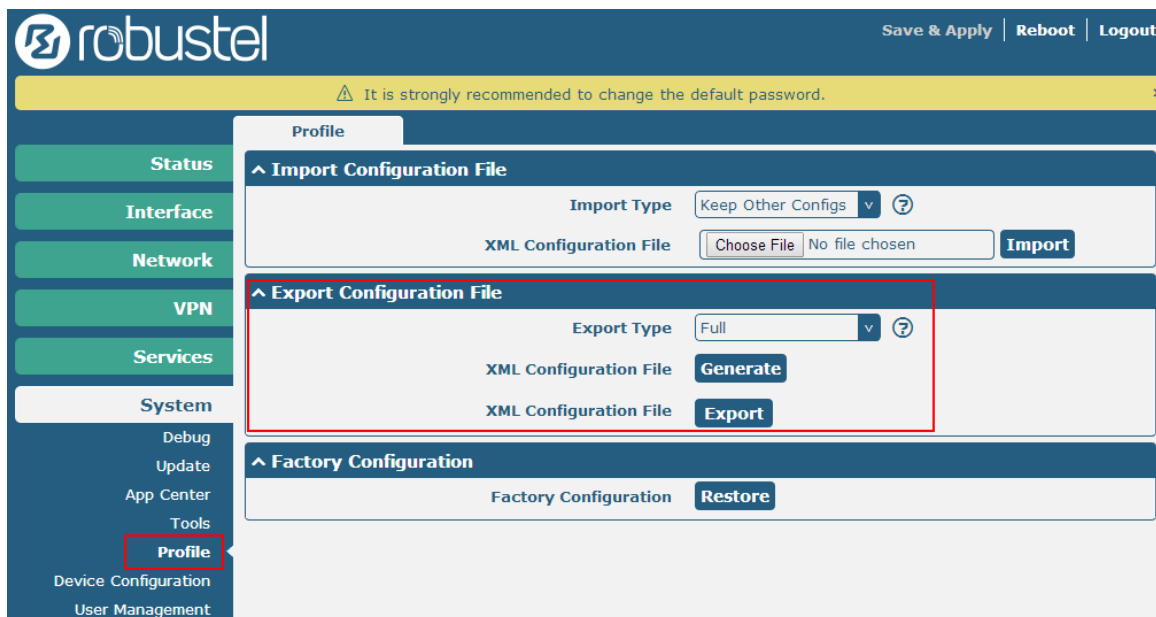 robustel
Save & Apply | Reboot | Logout
⚠ It is strongly recommended to change the default password.
Profile
Status
Interface
Network
VPN
Services
System
Debug
Update
App Center
Tools
Profile
Device Configuration
User Management
^ Import Configuration File
Import Type Keep Other Configs v ?
XML Configuration File Choose File No file chosen Import
^ Export Configuration File
Export Type Full v ?
XML Configuration File Generate
XML Configuration File Export
^ Factory Configuration
Factory Configuration Restore